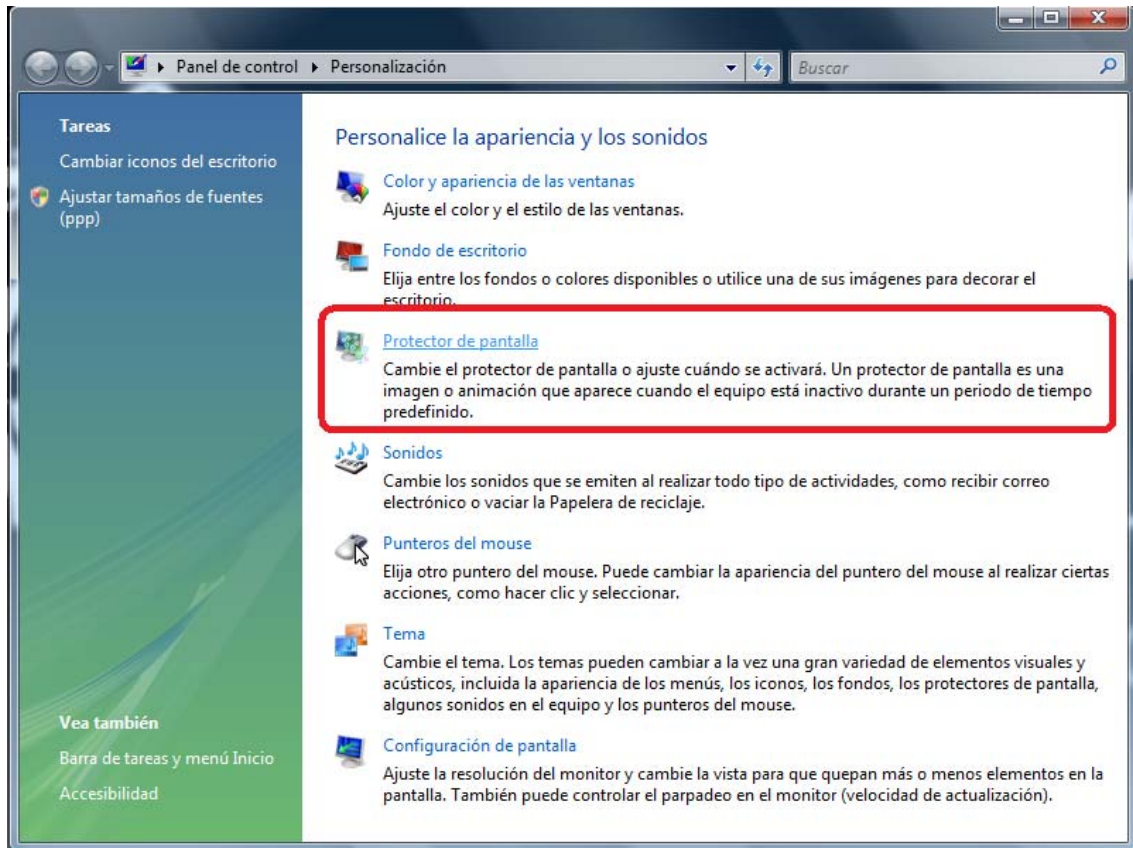 Panel de control ▸ Personalización
Buscar
Tareas
Cambiar iconos del escritorio
Ajustar tamaños de fuentes
(ppp)
Personalice la apariencia y los sonidos
Color y apariencia de las ventanas
Ajuste el color y el estilo de las ventanas.
Fondo de escritorio
Elija entre los fondos o colores disponibles o utilice una de sus imágenes para decorar el
escritorio.
Protector de pantalla
Cambie el protector de pantalla o ajuste cuándo se activará. Un protector de pantalla es una
imagen o animación que aparece cuando el equipo está inactivo durante un periodo de tiempo
predefinido.
Sonidos
Cambie los sonidos que se emiten al realizar todo tipo de actividades, como recibir correo
electrónico o vaciar la Papelera de reciclaje.
Punteros del mouse
Elija otro puntero del mouse. Puede cambiar la apariencia del puntero del mouse al realizar ciertas
acciones, como hacer clic y seleccionar.
Tema
Cambie el tema. Los temas pueden cambiar a la vez una gran variedad de elementos visuales y
acústicos, incluida la apariencia de los menús, los iconos, los fondos, los protectores de pantalla,
algunos sonidos en el equipo y los punteros del mouse.
Configuración de pantalla
Ajuste la resolución del monitor y cambie la vista para que quepan más o menos elementos en la
pantalla. También puede controlar el parpadeo en el monitor (velocidad de actualización).
Vea también
Barra de tareas y menú Inicio
Accesibilidad